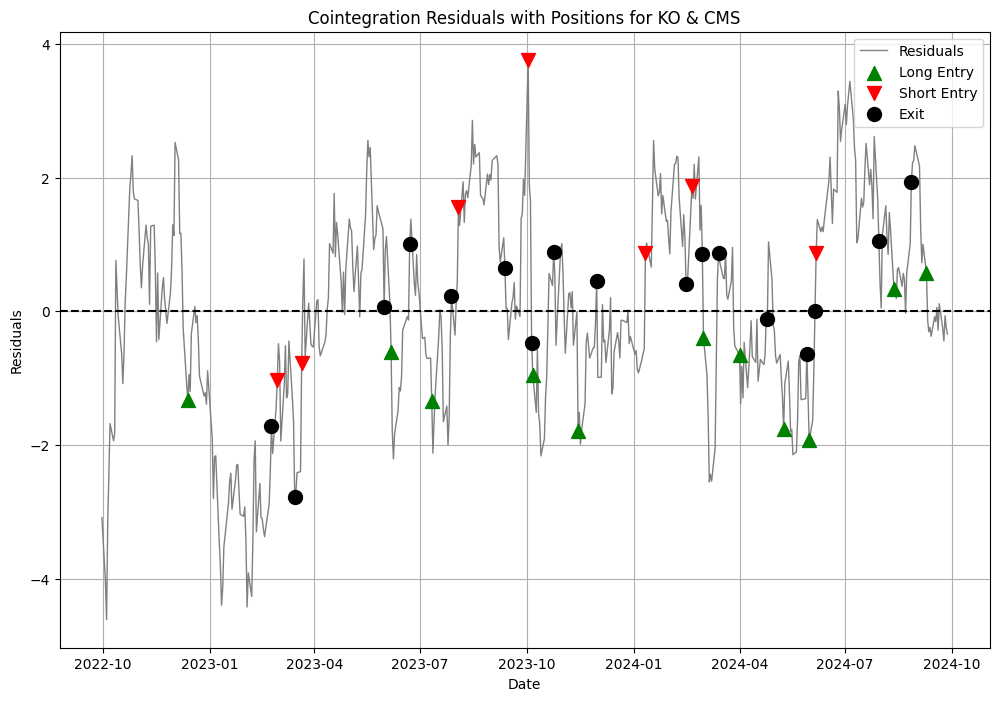 Cointegration Residuals with Positions for KO & CMS
Residuals
Long Entry
Short Entry
Exit
4
2
0
−2
−4
Residuals
2022-10
2023-01
2023-04
2023-07
2023-10
2024-01
2024-04
2024-07
2024-10
Date